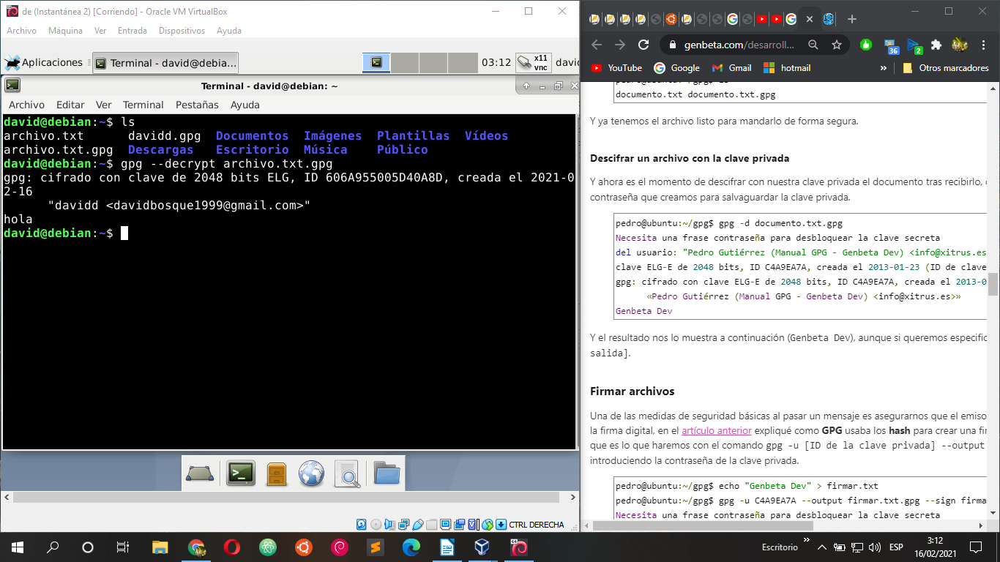 de (Instantánea 2) [Corriendo] - Oracle VM VirtualBox
Archivo Máquina Ver Entrada Dispositivos Ayuda
Aplicaciones Terminal - david@debia... 03:12 x11 vnc david
Terminal - david@debian: ~
Archivo Editar Ver Terminal Pestañas Ayuda
david@debian:~$ ls
archivo.txt davidd.gpg Documentos Imágenes Plantillas Vídeos
archivo.txt.gpg Descargas Escritorio Música Público
david@debian:~$ gpg --decrypt archivo.txt.gpg
gpg: cifrado con clave de 2048 bits ELG, ID 606A955005D40A8D, creada el 2021-0
2-16
"davidd <davidbosque1999@gmail.com>"
hola
david@debian:~$
CTRL DERECHA
genbeta.com/desarroll... 36 2
YouTube Google Gmail hotmail » Otros marcadores
documento.txt documento.txt.gpg
Y ya tenemos el archivo listo para mandarlo de forma segura.
Descifrar un archivo con la clave privada
Y ahora es el momento de descifrar con nuestra clave privada el documento tras recibirlo,
contraseña que creamos para salvaguardar la clave privada.
pedro@ubuntu:~/gpg$ gpg -d documento.txt.gpg
Necesita una frase contraseña para desbloquear la clave secreta
del usuario: "Pedro Gutiérrez (Manual GPG - Genbeta Dev) <info@xitrus.es
clave ELG-E de 2048 bits, ID C4A9EA7A, creada el 2013-01-23 (ID de clave
gpg: cifrado con clave ELG-E de 2048 bits, ID C4A9EA7A, creada el 2013-0
«Pedro Gutiérrez (Manual GPG - Genbeta Dev) <info@xitrus.es>»
Genbeta Dev
Y el resultado nos lo muestra a continuación (Genbeta Dev), aunque si queremos especific
salida].
Firmar archivos
Una de las medidas de seguridad básicas al pasar un mensaje es asegurarnos que el emiso
la firma digital, en el artículo anterior expliqué como GPG usaba los hash para crear una fir
que es lo que haremos con el comando gpg -u [ID de la clave privada] --output
introduciendo la contraseña de la clave privada.
pedro@ubuntu:~/gpg$ echo "Genbeta Dev" > firmar.txt
pedro@ubuntu:~/gpg$ gpg -u C4A9EA7A --output firmar.txt.gpg --sign firma
Necesita una frase contraseña para desbloquear la clave secreta
Escritorio » ESP 3:12
16/02/2021